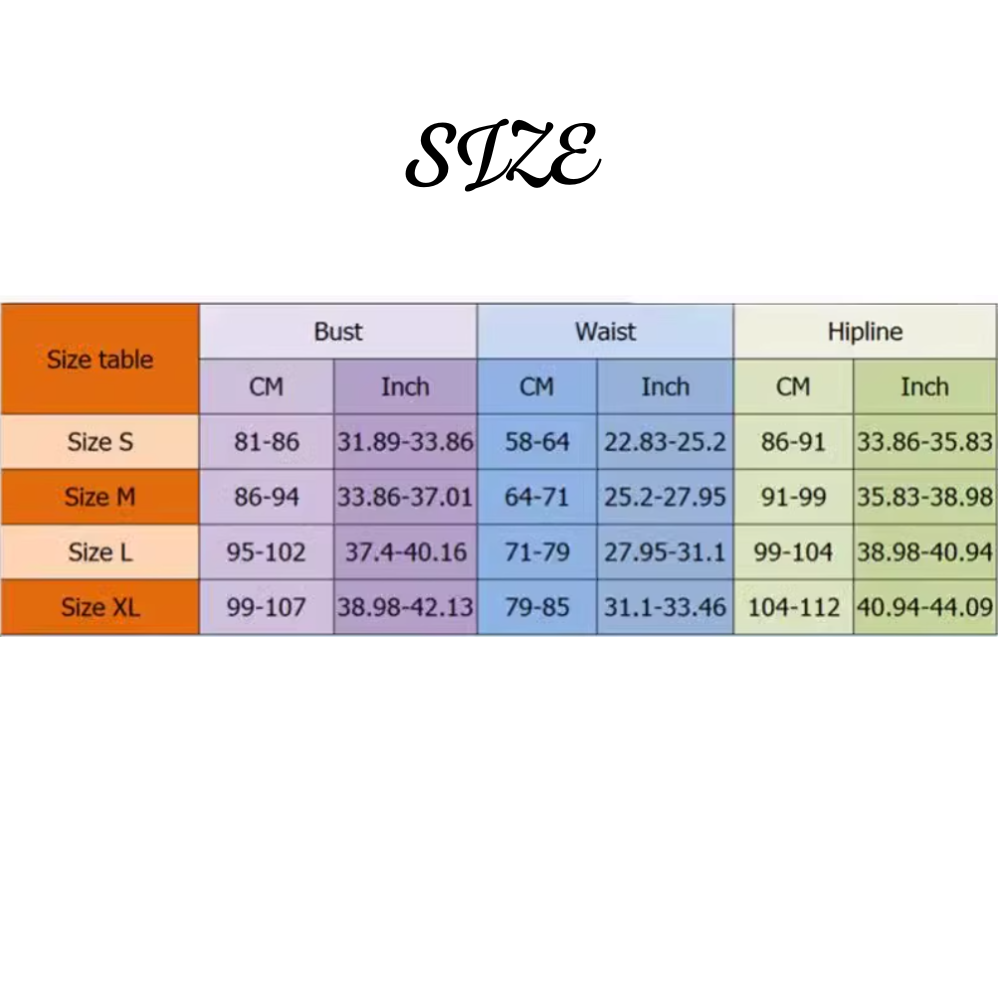 SIZE
Size table Bust Waist Hipline
CM Inch CM Inch CM Inch
Size S 81-86 31.89-33.86 58-64 22.83-25.2 86-91 33.86-35.83
Size M 86-94 33.86-37.01 64-71 25.2-27.95 91-99 35.83-38.98
Size L 95-102 37.4-40.16 71-79 27.95-31.1 99-104 38.98-40.94
Size XL 99-107 38.98-42.13 79-85 31.1-33.46 104-112 40.94-44.09